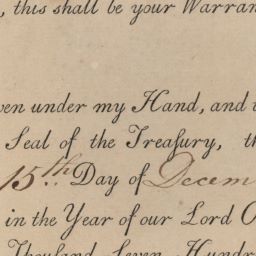 , this shall be your Warran
ven under my Hand, and
Seal of the Treaſury, th
15th. Day of Decem
in the Year of our Lord O
Thouſand Seven Hundr